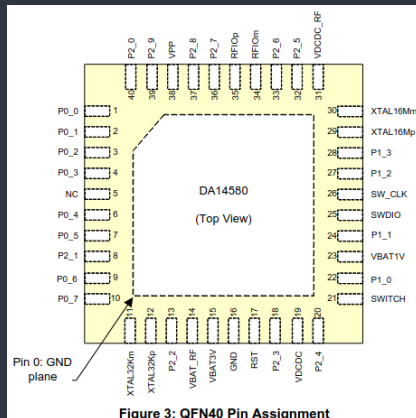 P2_0
P2_9
VPP
P2_8
P2_7
RFIOp
RFIOm
P2_6
P2_5
VDCDC_RF
40
39
38
37
36
35
34
33
32
31
P0_0 1
P0_1 2
P0_2 3
P0_3 4
NC 5
P0_4 6
P0_5 7
P2_1 8
P0_6 9
P0_7 10
DA14580
(Top View)
30 XTAL16Mm
29 XTAL16Mp
28 P1_3
27 P1_2
26 SW_CLK
25 SWDIO
24 P1_1
23 VBAT1V
22 P1_0
21 SWITCH
11
12
13
14
15
16
17
18
19
20
XTAL32Km
XTAL32Kp
P2_2
VBAT_RF
VBAT3V
GND
RST
P2_3
VDCDC
P2_4
Pin 0: GND
plane
Figure 3: QFN40 Pin Assignment